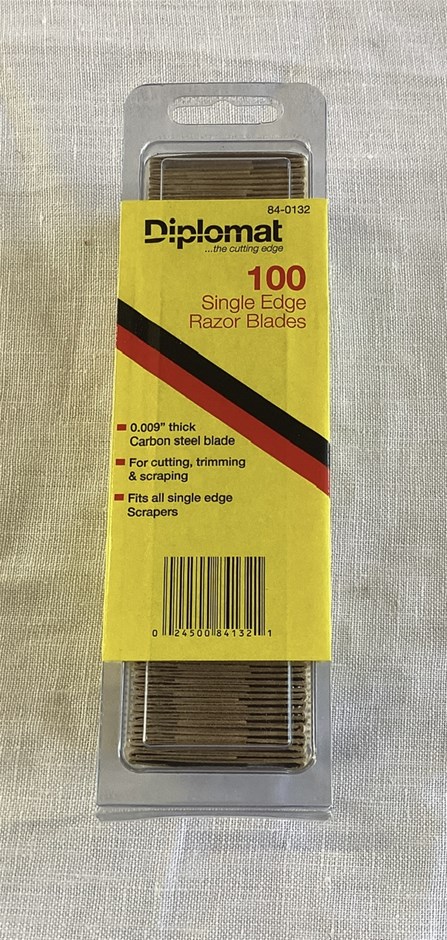 84-0132
Diplomat
...the cutting edge
100
Single Edge
Razor Blades
0.009" thick
Carbon steel blade
For cutting, trimming
& scraping
Fits all single edge
Scrapers
0 24500 84132 1